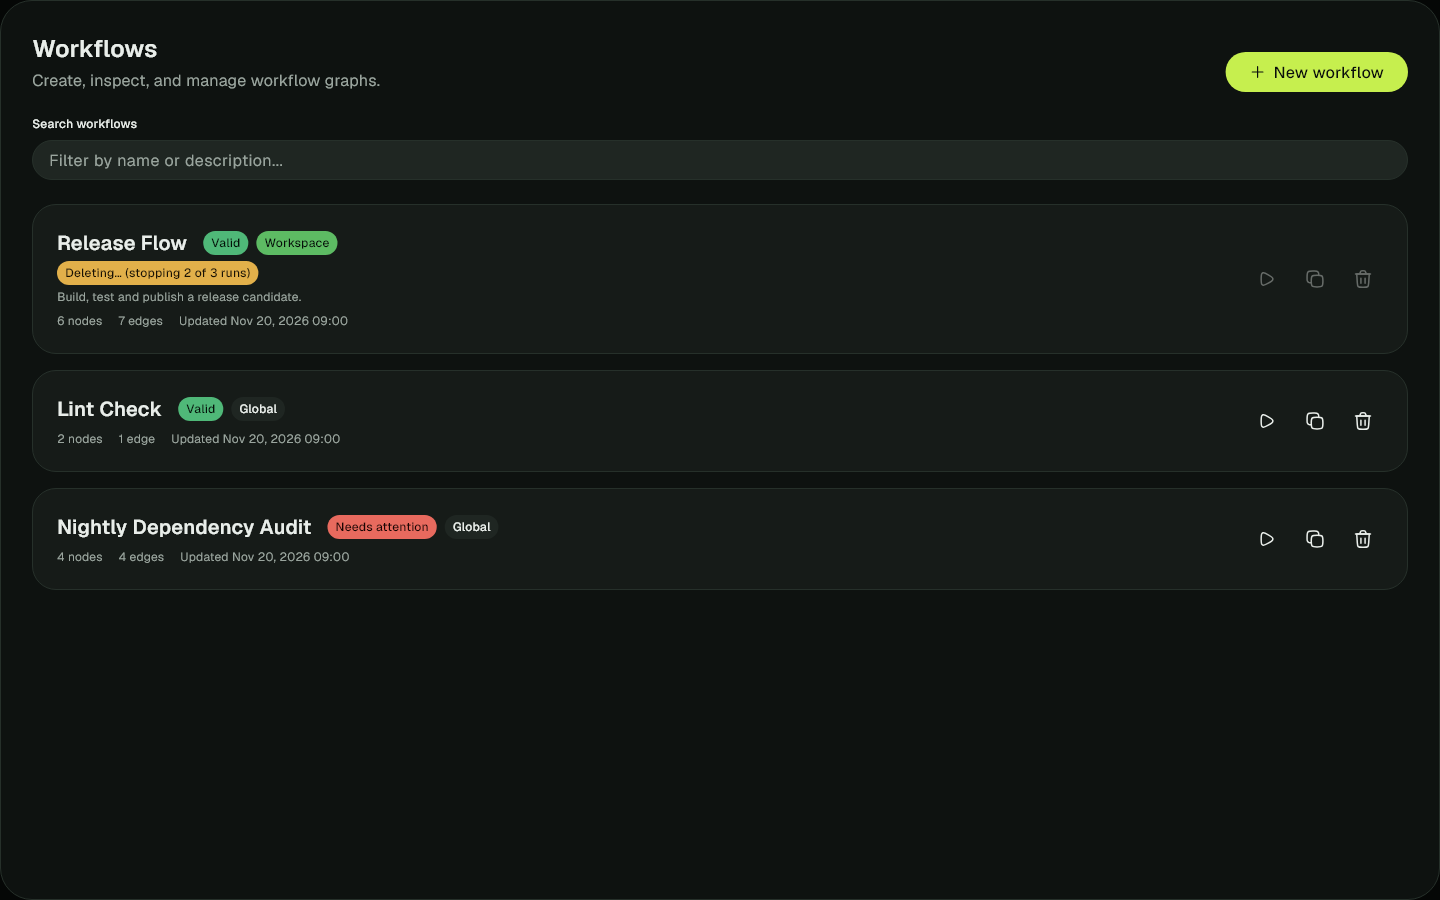 Workflows
Create, inspect, and manage workflow graphs.
New workflow
Search workflows
Filter by name or description...
Release Flow Valid Workspace
Deleting... (stopping 2 of 3 runs)
Build, test and publish a release candidate.
6 nodes 7 edges Updated Nov 20, 2026 09:00
Lint Check Valid Global
2 nodes 1 edge Updated Nov 20, 2026 09:00
Nightly Dependency Audit Needs attention Global
4 nodes 4 edges Updated Nov 20, 2026 09:00